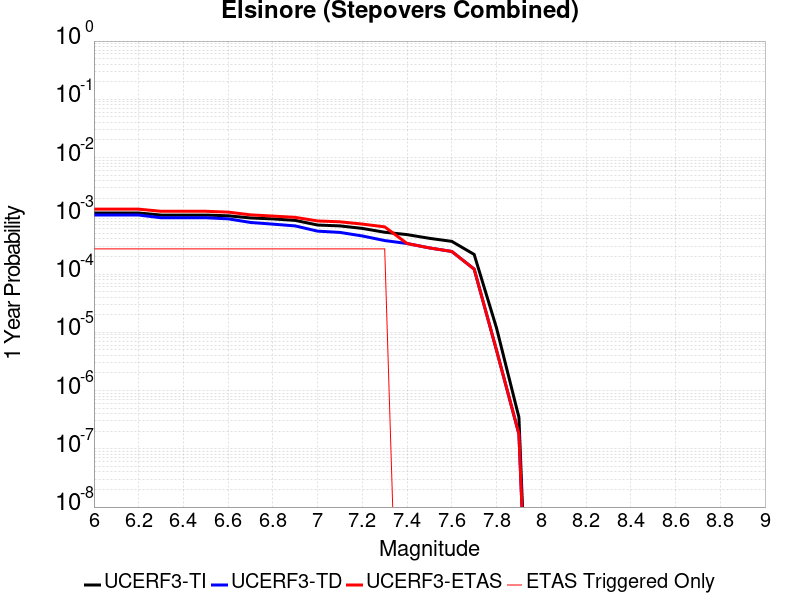 Elsinore (Stepovers Combined)
10^0
10^-1
10^-2
10^-3
10^-4
10^-5
10^-6
10^-7
10^-8
1 Year Probability
6 6.2 6.4 6.6 6.8 7 7.2 7.4 7.6 7.8 8 8.2 8.4 8.6 8.8 9
Magnitude
UCERF3-TI UCERF3-TD UCERF3-ETAS ETAS Triggered Only